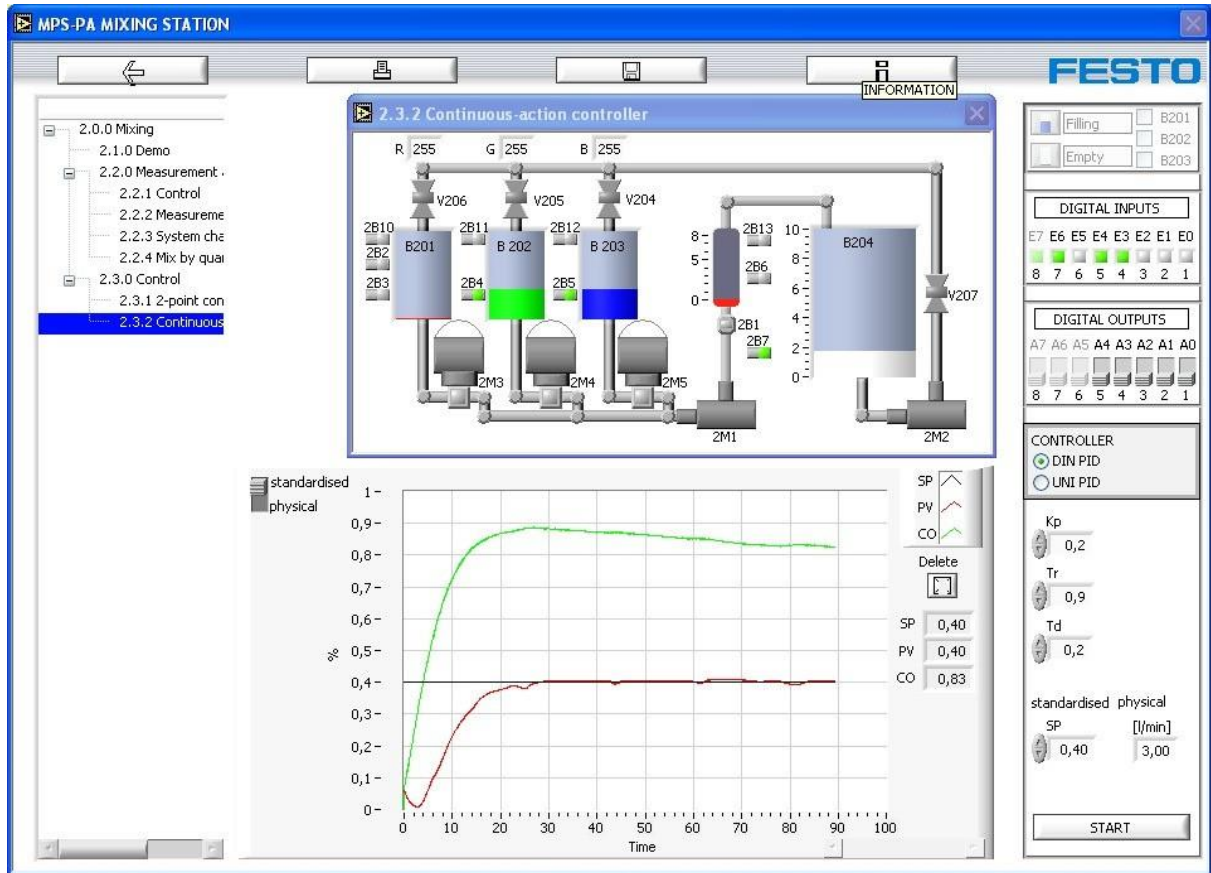 MPS-PA MIXING STATION
INFORMATION
FESTO
2.0.0 Mixing
2.1.0 Demo
2.2.0 Measurement
2.2.1 Control
2.2.2 Measureme
2.2.3 System cha
2.2.4 Mix by quar
2.3.0 Control
2.3.1 2-point con
2.3.2 Continuous
2.3.2 Continuous-action controller
R 255 G 255 B 255
V206 V205 V204
2B10 B201 2B11 B 202 2B12 B 203 2B13 B204
2B2 2B6
2B3 2B4 2B5
8 -
0 -
10 -
8 -
6 -
4 -
2 -
0 -
V207
2B1
2B7
2M3 2M4 2M5
2M1 2M2
standardised
physical
1 -
0,9 -
0,8 -
0,7 -
0,6 -
0,5 -
0,4 -
0,3 -
0,2 -
0,1 -
0 -
%
0 10 20 30 40 50 60 70 80 90 100
Time
SP
PV
CO
Delete
SP 0,40
PV 0,40
CO 0,83
Filling B201
B202
Empty B203
DIGITAL INPUTS
E7 E6 E5 E4 E3 E2 E1 E0
8 7 6 5 4 3 2 1
DIGITAL OUTPUTS
A7 A6 A5 A4 A3 A2 A1 A0
8 7 6 5 4 3 2 1
CONTROLLER
DIN PID
UNI PID
Kp
0,2
Tr
0,9
Td
0,2
standardised physical
SP [l/min]
0,40 3,00
START